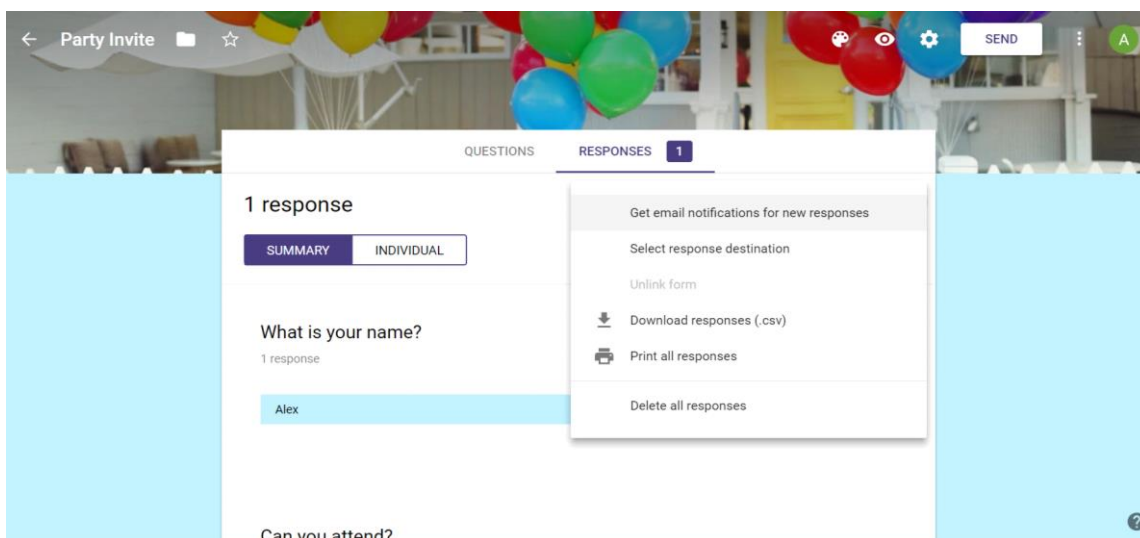 Party Invite
SEND
A
QUESTIONS RESPONSES 1
1 response
SUMMARY INDIVIDUAL
Get email notifications for new responses
Select response destination
Unlink form
Download responses (.csv)
Print all responses
Delete all responses
What is your name?
1 response
Alex
Can you attend?